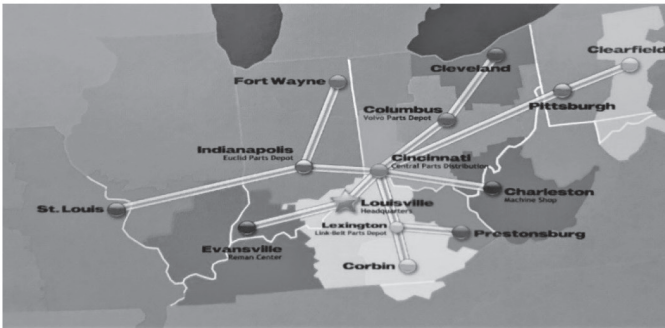 Clearfield
Cleveland
Fort Wayne
Pittsburgh
Columbus
Volvo Parts Depot
Indianapolis
Euclid Parts Depot
Cincinnati
Central Parts Distribution
Charleston
Machine Shop
St. Louis
Louisville
Headquarters
Lexington
Link-Belt Parts Depot
Prestonsburg
Evansville
Reman Center
Corbin